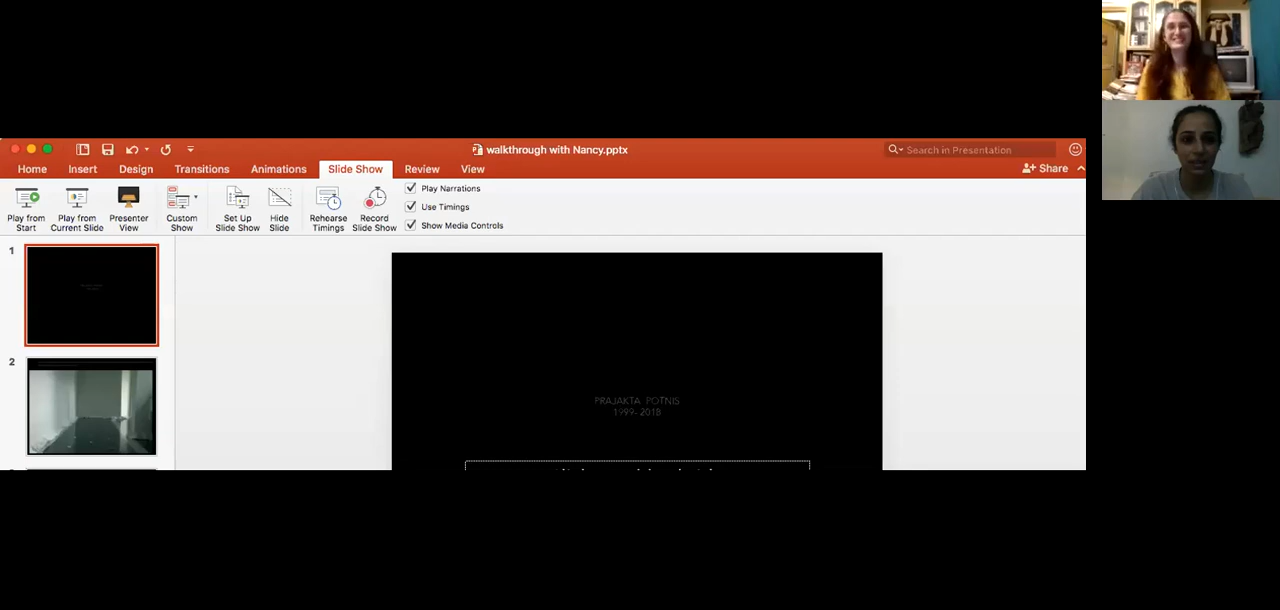 walkthrough with Nancy.pptx
Search in Presentation
Home Insert Design Transitions Animations Slide Show Review View
Share
Play from Start
Play from Current Slide
Presenter View
Custom Show
Set Up Slide Show
Hide Slide
Rehearse Timings
Record Slide Show
Play Narrations
Use Timings
Show Media Controls
1
2
PRAJAKTA POTNIS
1999- 2018